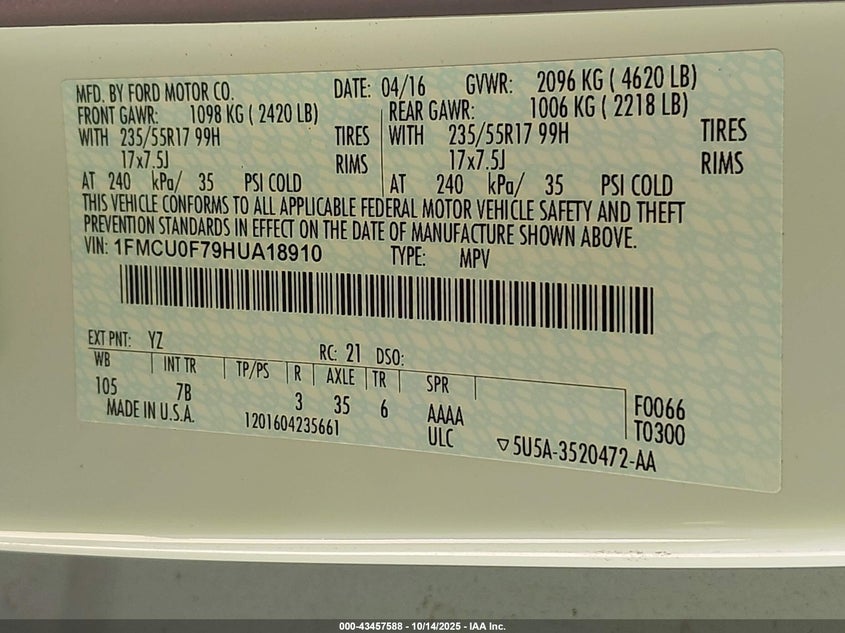 MFD. BY FORD MOTOR CO. DATE: 04/16 GVWR: 2096 KG ( 4620 LB)
FRONT GAWR: 1098 KG ( 2420 LB) REAR GAWR: 1006 KG ( 2218 LB)
WITH 235/55R17 99H TIRES WITH 235/55R17 99H TIRES
17x7.5J RIMS 17x7.5J RIMS
AT 240 kPa/ 35 PSI COLD AT 240 kPa/ 35 PSI COLD
THIS VEHICLE CONFORMS TO ALL APPLICABLE FEDERAL MOTOR VEHICLE SAFETY AND THEFT
PREVENTION STANDARDS IN EFFECT ON THE DATE OF MANUFACTURE SHOWN ABOVE.
VIN: 1FMCU0F79HUA18910 TYPE: MPV
EXT PNT: YZ RC: 21 DSO:
WB INT TR TP/PS R AXLE TR SPR
105 7B 3 35 6 AAAA F0066
MADE IN U.S.A. 1201604235661 ULC T0300
▽5U5A-3520472-AA
000-43457588 - 10/14/2025 - IAA Inc.